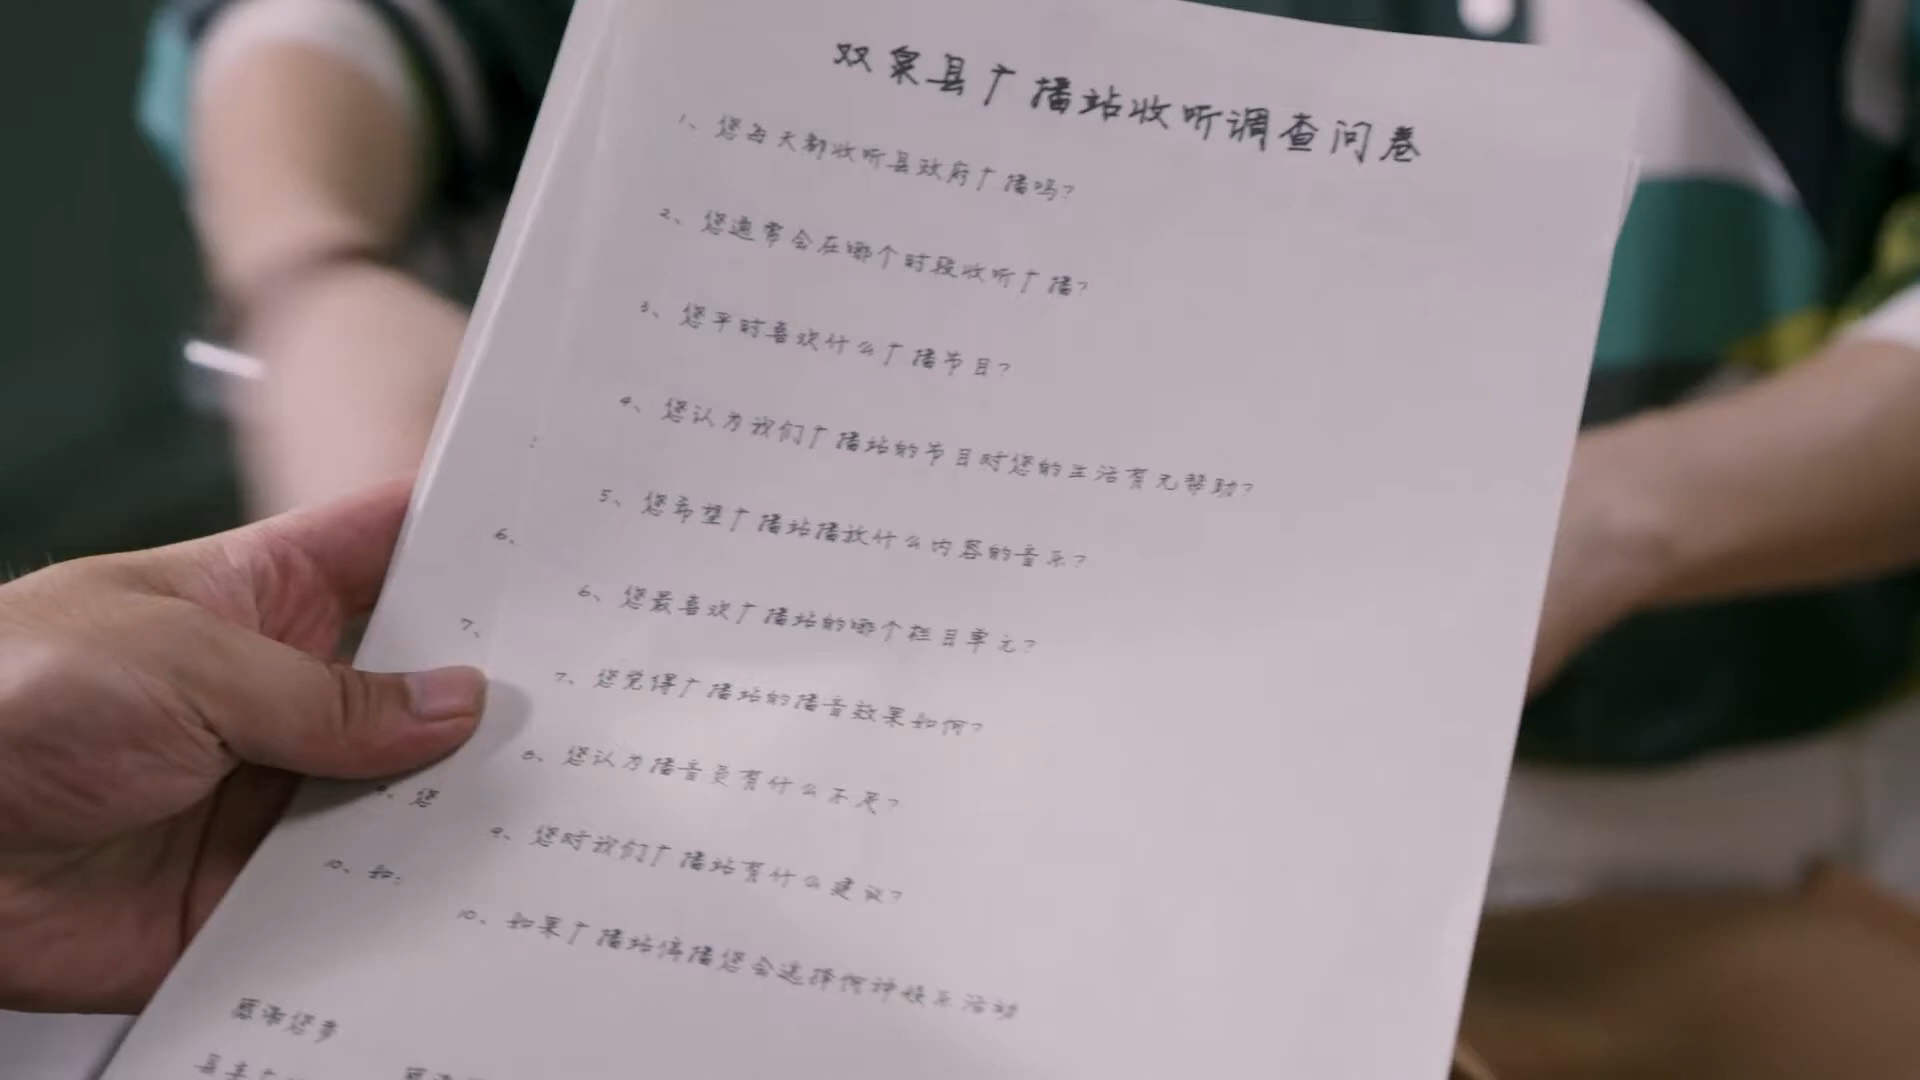 双泉县广播站收听调查问卷
1、您每天都收听县政府广播吗?
2、您通常会在哪个时段收听广播?
3、您平时喜欢什么广播节目?
4、您认为我们广播站的节目对您的生活有无帮助?
5、您希望广播站播放什么内容的音乐?
6、您最喜欢广播站的哪个栏目单元?
7、您觉得广播站的播音效果如何?
8、您认为播音员有什么不足?
9、您对我们广播站有什么建议?
10、如果广播站停播您会选择何种娱乐活动
6、
7、
8、您
10、如
感谢您参